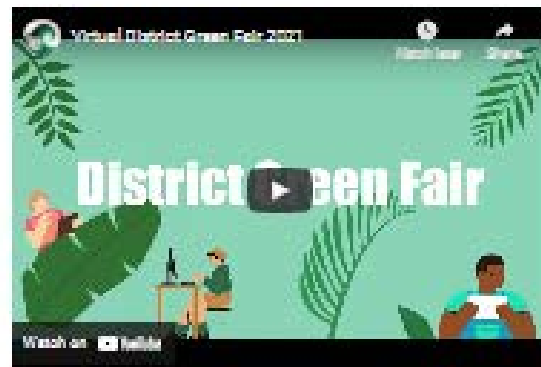 Virtual District Green Fair 2021
Watch later Share
District Green Fair
Watch on YouTube